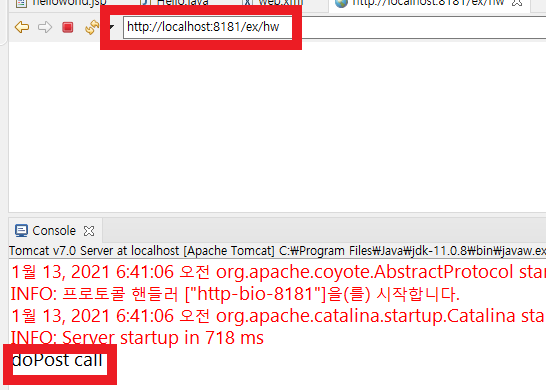 helloworld.jsp Hello.java web.xml http://localhost:8181/ex/hw
http://localhost:8181/ex/hw
Console
Tomcat v7.0 Server at localhost [Apache Tomcat] C:₩Program Files₩Java₩jdk-11.0.8₩bin₩javaw.ex
1월 13, 2021 6:41:06 오전 org.apache.coyote.AbstractProtocol star
INFO: 프로토콜 핸들러 ["http-bio-8181"]을(를) 시작합니다.
1월 13, 2021 6:41:06 오전 org.apache.catalina.startup.Catalina sta
INFO: Server startup in 718 ms
doPost call